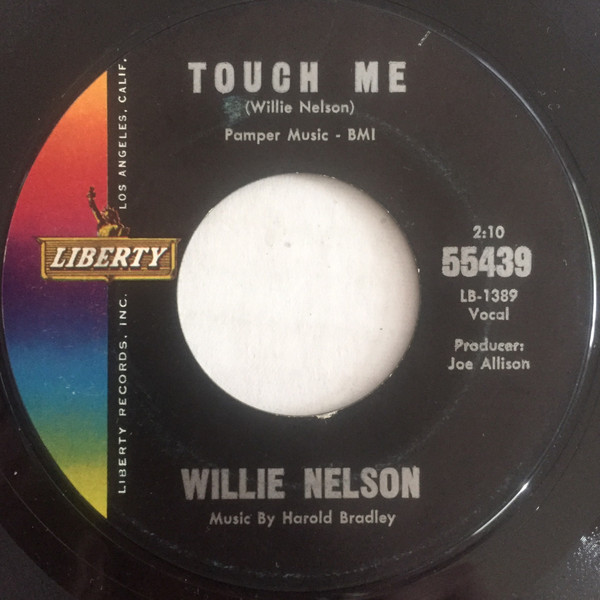 TOUCH ME
(Willie Nelson)
Pamper Music - BMI
LIBERTY RECORDS, INC. LOS ANGELES, CALIF.
LIBERTY
2:10
55439
LB-1389
Vocal
Producer:
Joe Allison
WILLIE NELSON
Music By Harold Bradley